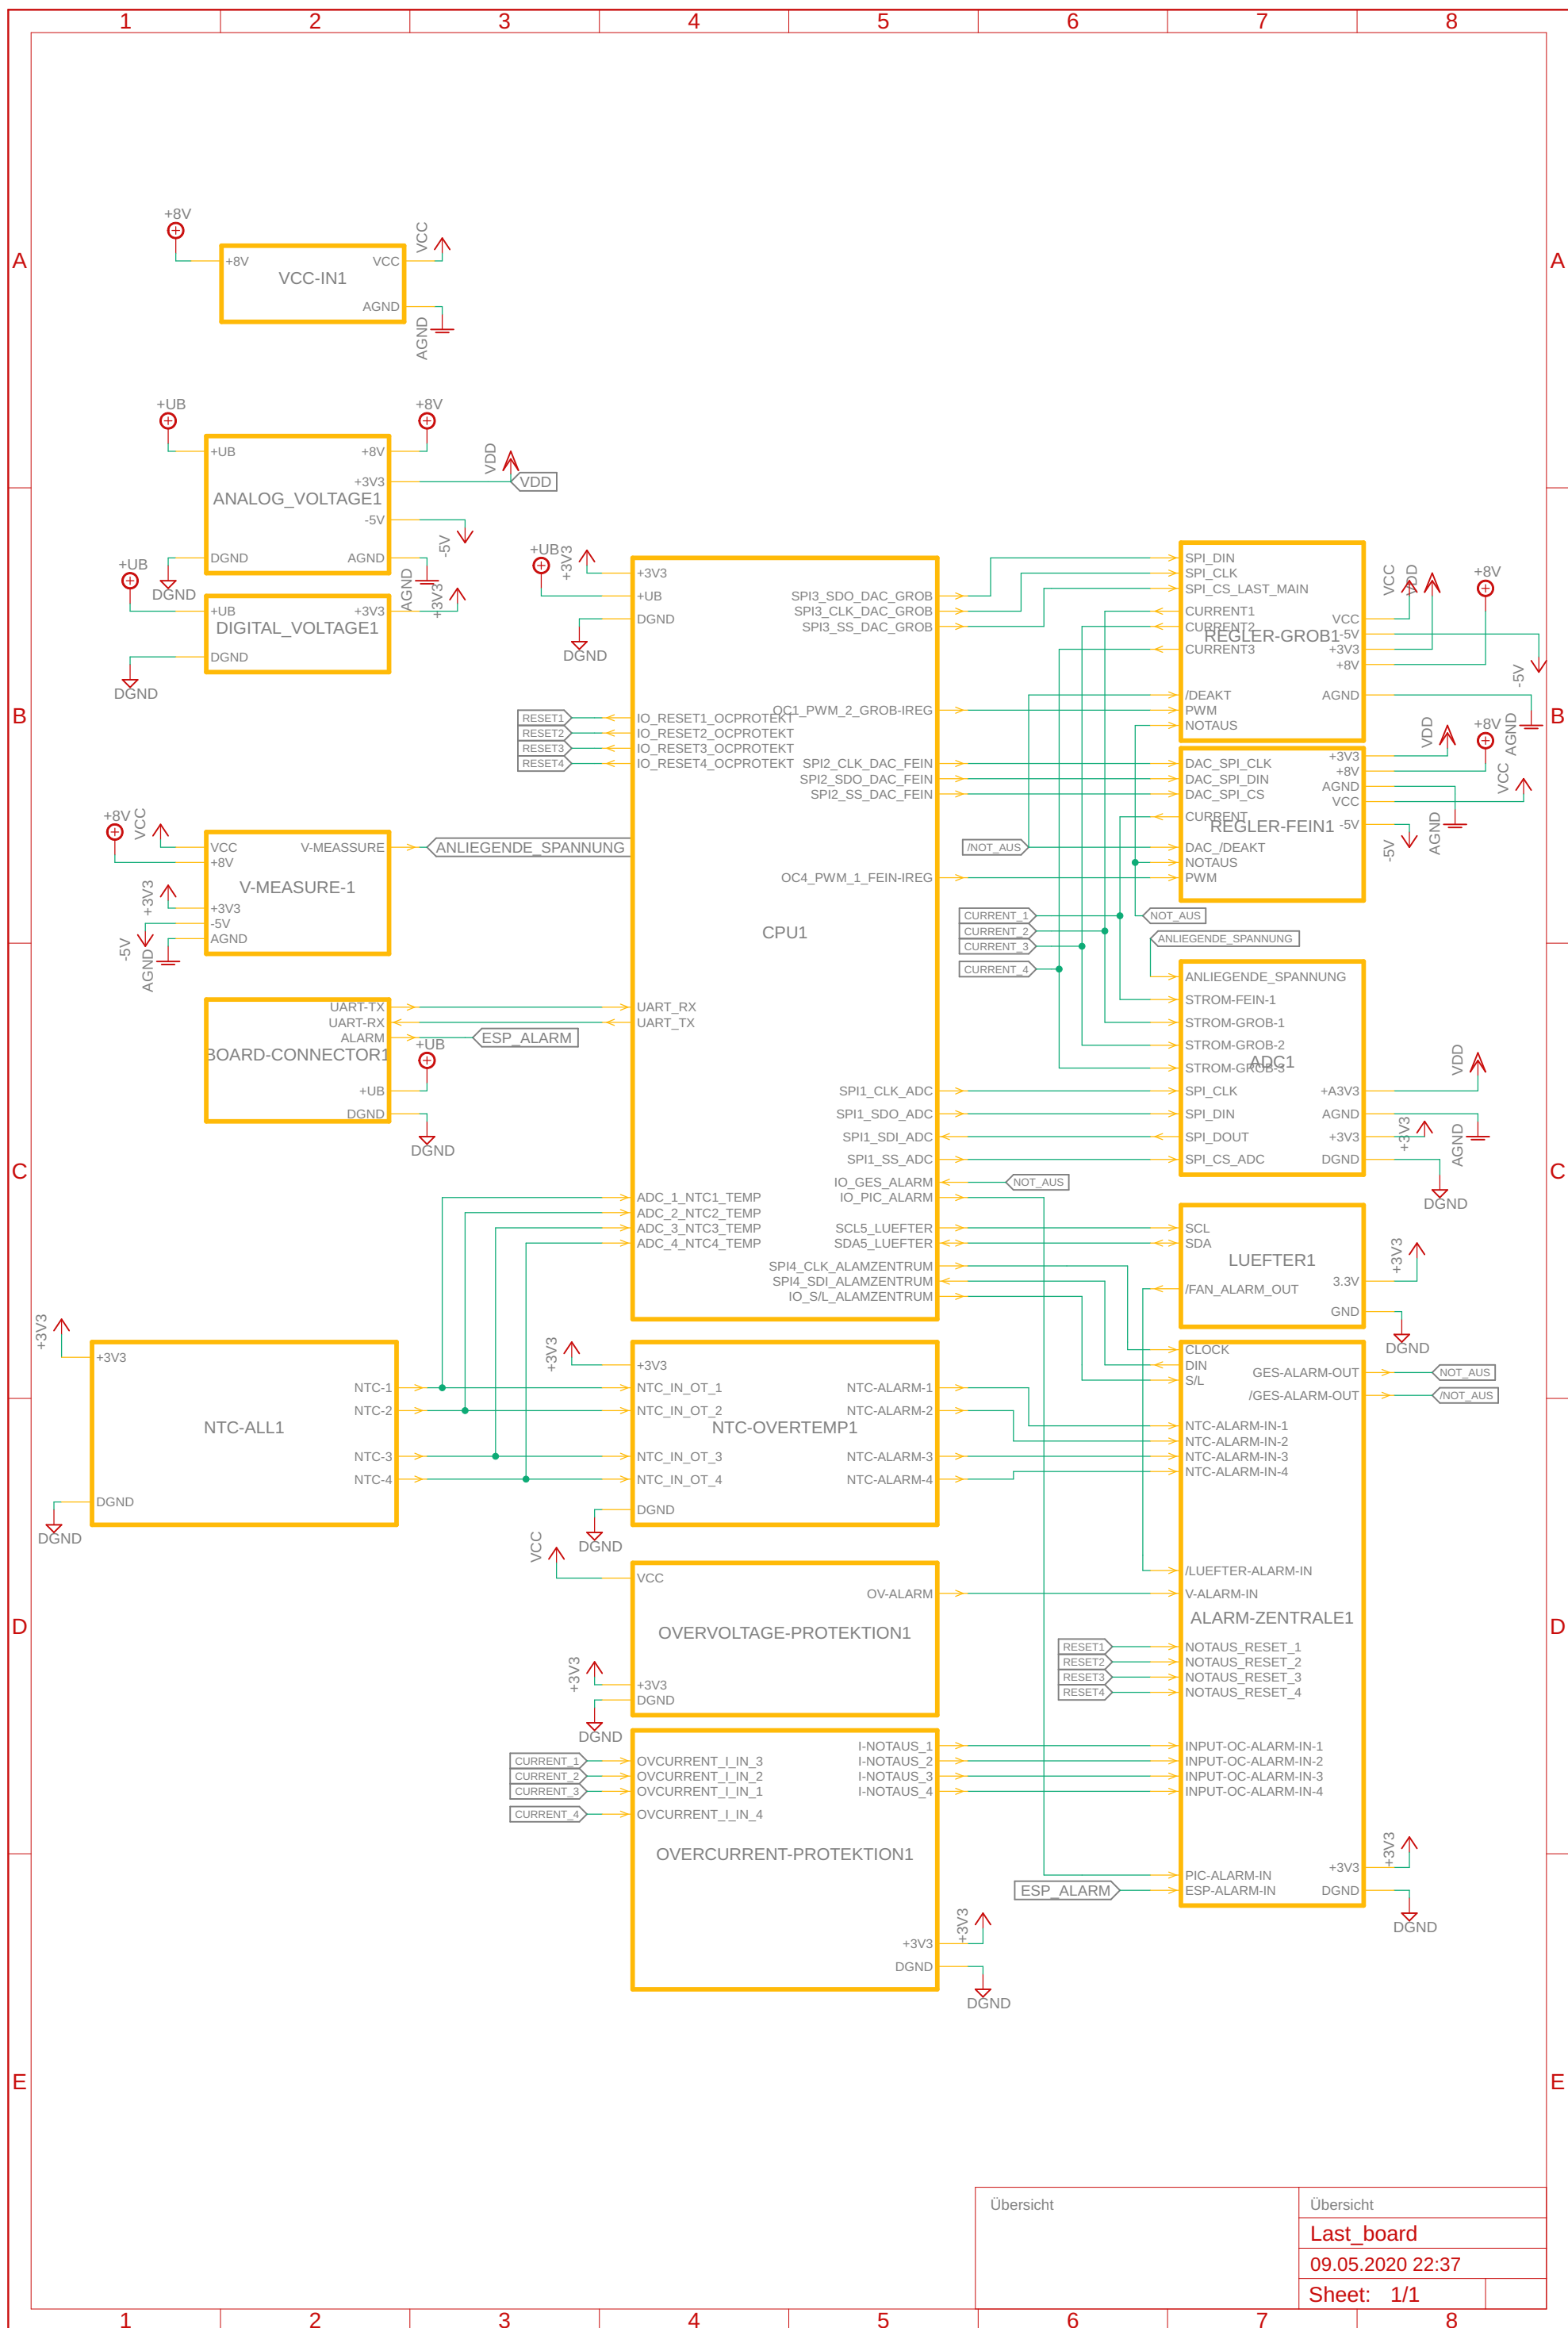 1 2 3 4 5 6 7 8
A A
+8V
VCC
+8V VCC
VCC-IN1
AGND
AGND
+UB +8V
VDD
+UB +8V
+3V3
VDD
ANALOG_VOLTAGE1
-5V
-5V
DGND AGND
DGND
AGND
+UB
+3V3
+UB +3V3
DIGITAL_VOLTAGE1
DGND
DGND
B B
+UB
+3V3
+3V3
+UB
DGND
DGND
SPI3_SDO_DAC_GROB
SPI3_CLK_DAC_GROB
SPI3_SS_DAC_GROB
RESET1 IO_RESET1_OCPROTEKT
OC1_PWM_2_GROB-IREG
RESET2 IO_RESET2_OCPROTEKT
RESET3 IO_RESET3_OCPROTEKT
RESET4 IO_RESET4_OCPROTEKT
SPI2_CLK_DAC_FEIN
SPI2_SDO_DAC_FEIN
SPI2_SS_DAC_FEIN
OC4_PWM_1_FEIN-IREG
CPU1
SPI_DIN
SPI_CLK
SPI_CS_LAST_MAIN
CURRENT1
CURRENT2
REGLER-GROB1
CURRENT3
/DEAKT
PWM
NOTAUS
VCC
-5V
+3V3
+8V
AGND
VCC
VDD
+8V
-5V
AGND
DAC_SPI_CLK
DAC_SPI_DIN
DAC_SPI_CS
CURRENT
REGLER-FEIN1
DAC_/DEAKT
NOTAUS
PWM
+3V3
+8V
AGND
VCC
-5V
VDD
+8V
VCC
AGND
-5V
/NOT_AUS
+8V
VCC
VCC V-MEASSURE
ANLIEGENDE_SPANNUNG
+8V
V-MEASURE-1
+3V3
+3V3
-5V
AGND
-5V
AGND
CURRENT_1
CURRENT_2
CURRENT_3
CURRENT_4
NOT_AUS
ANLIEGENDE_SPANNUNG
ANLIEGENDE_SPANNUNG
STROM-FEIN-1
STROM-GROB-1
STROM-GROB-2
ADC1
STROM-GROB-3
SPI_CLK
SPI_DIN
SPI_DOUT
SPI_CS_ADC
+A3V3
AGND
+3V3
DGND
VDD
+3V3
AGND
DGND
UART-TX
UART-RX
ALARM
BOARD-CONNECTOR1
+UB
DGND
ESP_ALARM
+UB
DGND
UART_RX
UART_TX
SPI1_CLK_ADC
SPI1_SDO_ADC
SPI1_SDI_ADC
SPI1_SS_ADC
C C
IO_GES_ALARM
NOT_AUS
IO_PIC_ALARM
ADC_1_NTC1_TEMP
ADC_2_NTC2_TEMP
ADC_3_NTC3_TEMP
ADC_4_NTC4_TEMP
SCL5_LUEFTER
SDA5_LUEFTER
SPI4_CLK_ALAMZENTRUM
SPI4_SDI_ALAMZENTRUM
IO_S/L_ALAMZENTRUM
SCL
SDA
LUEFTER1
/FAN_ALARM_OUT
3.3V
GND
+3V3
DGND
+3V3
+3V3
NTC-1
NTC-2
NTC-ALL1
NTC-3
NTC-4
DGND
DGND
+3V3
+3V3
NTC_IN_OT_1 NTC-ALARM-1
NTC_IN_OT_2 NTC-ALARM-2
NTC-OVERTEMP1
NTC_IN_OT_3 NTC-ALARM-3
NTC_IN_OT_4 NTC-ALARM-4
DGND
DGND
CLOCK
DIN
S/L
GES-ALARM-OUT NOT_AUS
/GES-ALARM-OUT /NOT_AUS
NTC-ALARM-IN-1
NTC-ALARM-IN-2
NTC-ALARM-IN-3
NTC-ALARM-IN-4
/LUEFTER-ALARM-IN
V-ALARM-IN
ALARM-ZENTRALE1
VCC
VCC
OV-ALARM
OVERVOLTAGE-PROTEKTION1
+3V3
+3V3
DGND
DGND
D D
RESET1 NOTAUS_RESET_1
RESET2 NOTAUS_RESET_2
RESET3 NOTAUS_RESET_3
RESET4 NOTAUS_RESET_4
I-NOTAUS_1 INPUT-OC-ALARM-IN-1
CURRENT_1 OVCURRENT_I_IN_3 I-NOTAUS_2 INPUT-OC-ALARM-IN-2
CURRENT_2 OVCURRENT_I_IN_2 I-NOTAUS_3 INPUT-OC-ALARM-IN-3
CURRENT_3 OVCURRENT_I_IN_1 I-NOTAUS_4 INPUT-OC-ALARM-IN-4
CURRENT_4 OVCURRENT_I_IN_4
OVERCURRENT-PROTEKTION1
+3V3
PIC-ALARM-IN +3V3
ESP_ALARM ESP-ALARM-IN DGND
DGND
+3V3
+3V3
DGND
DGND
E E
Übersicht Übersicht
Last_board
09.05.2020 22:37
Sheet: 1/1
1 2 3 4 5 6 7 8